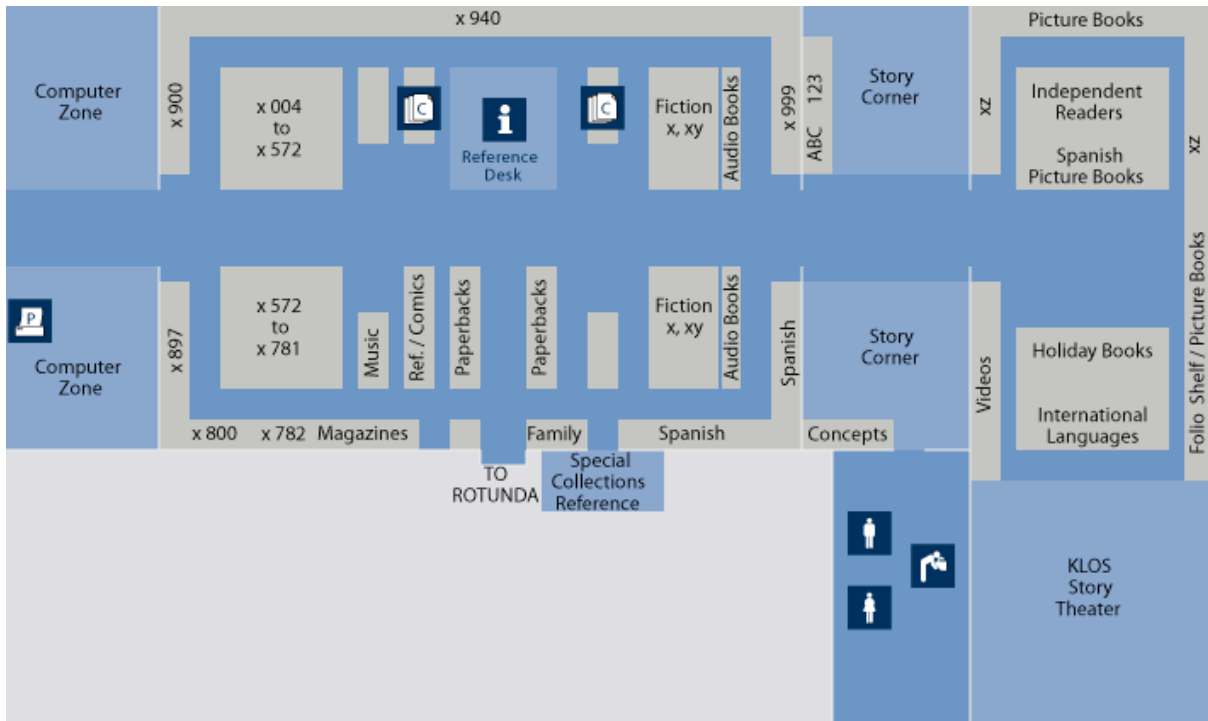 x 940
Picture Books
Computer
Zone
x 900
x 004
to
x 572
C
i
Reference
Desk
C
Fiction
x, xy
Audio Books
x 999
ABC 123
Story
Corner
xz
Independent
Readers
Spanish
Picture Books
xz
P
Computer
Zone
x 897
x 572
to
x 781
Music
Ref. / Comics
Paperbacks
Paperbacks
Fiction
x, xy
Audio Books
Spanish
Story
Corner
Videos
Holiday Books
International
Languages
Folio Shelf / Picture Books
x 800 x 782 Magazines
Family
Spanish
Concepts
TO
ROTUNDA
Special
Collections
Reference
KLOS
Story
Theater